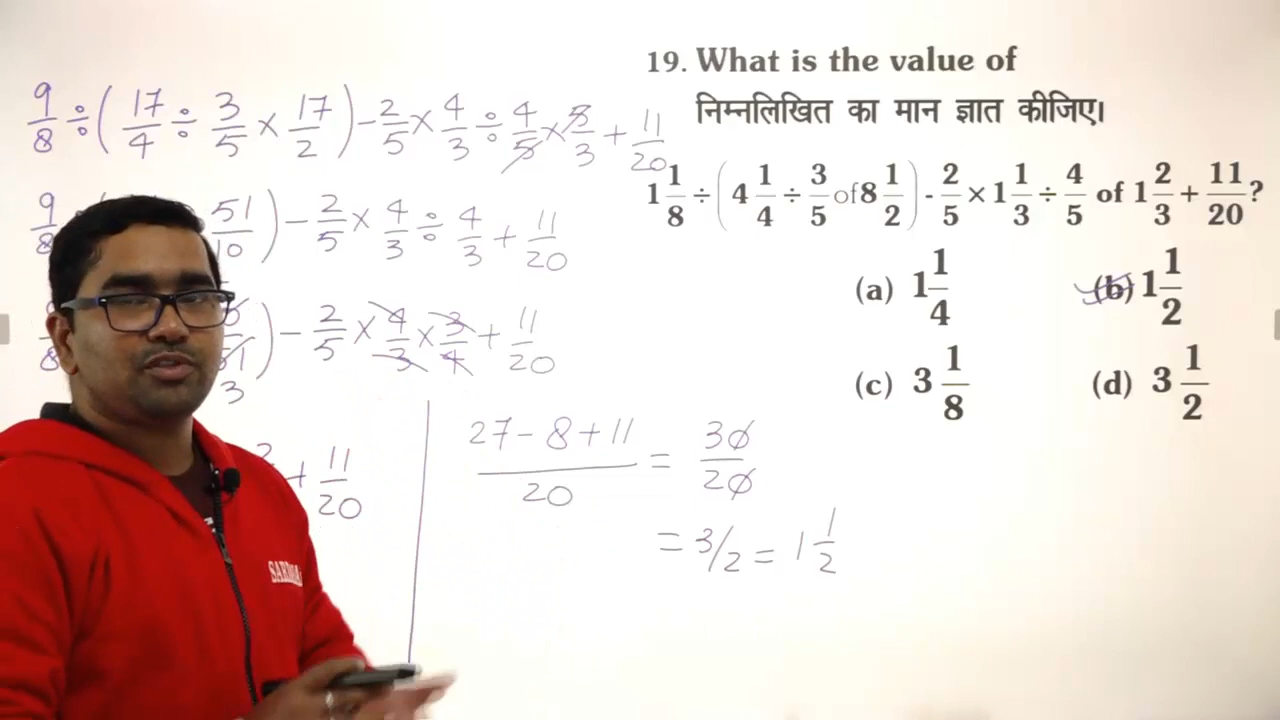 19. What is the value of
निम्नलिखित का मान ज्ञात कीजिए।
1 1/8 ÷ ( 4 1/4 ÷ 3/5 of 8 1/2 ) - 2/5 × 1 1/3 ÷ 4/5 of 1 2/3 + 11/20 ?
(a) 1 1/4 (b) 1 1/2
(c) 3 1/8 (d) 3 1/2
9/8 ÷ ( 17/4 ÷ 3/5 × 17/2 ) - 2/5 × 4/3 ÷ 4/5 × 5/3 + 11/20
9/8 51/10 ) - 2/5 × 4/3 ÷ 4/3 + 11/20
) - 2/5 × 4/3 × 3/4 + 11/20
3
+ 11/20
27 - 8 + 11 / 20 = 30/20
= 3/2 = 1 1/2